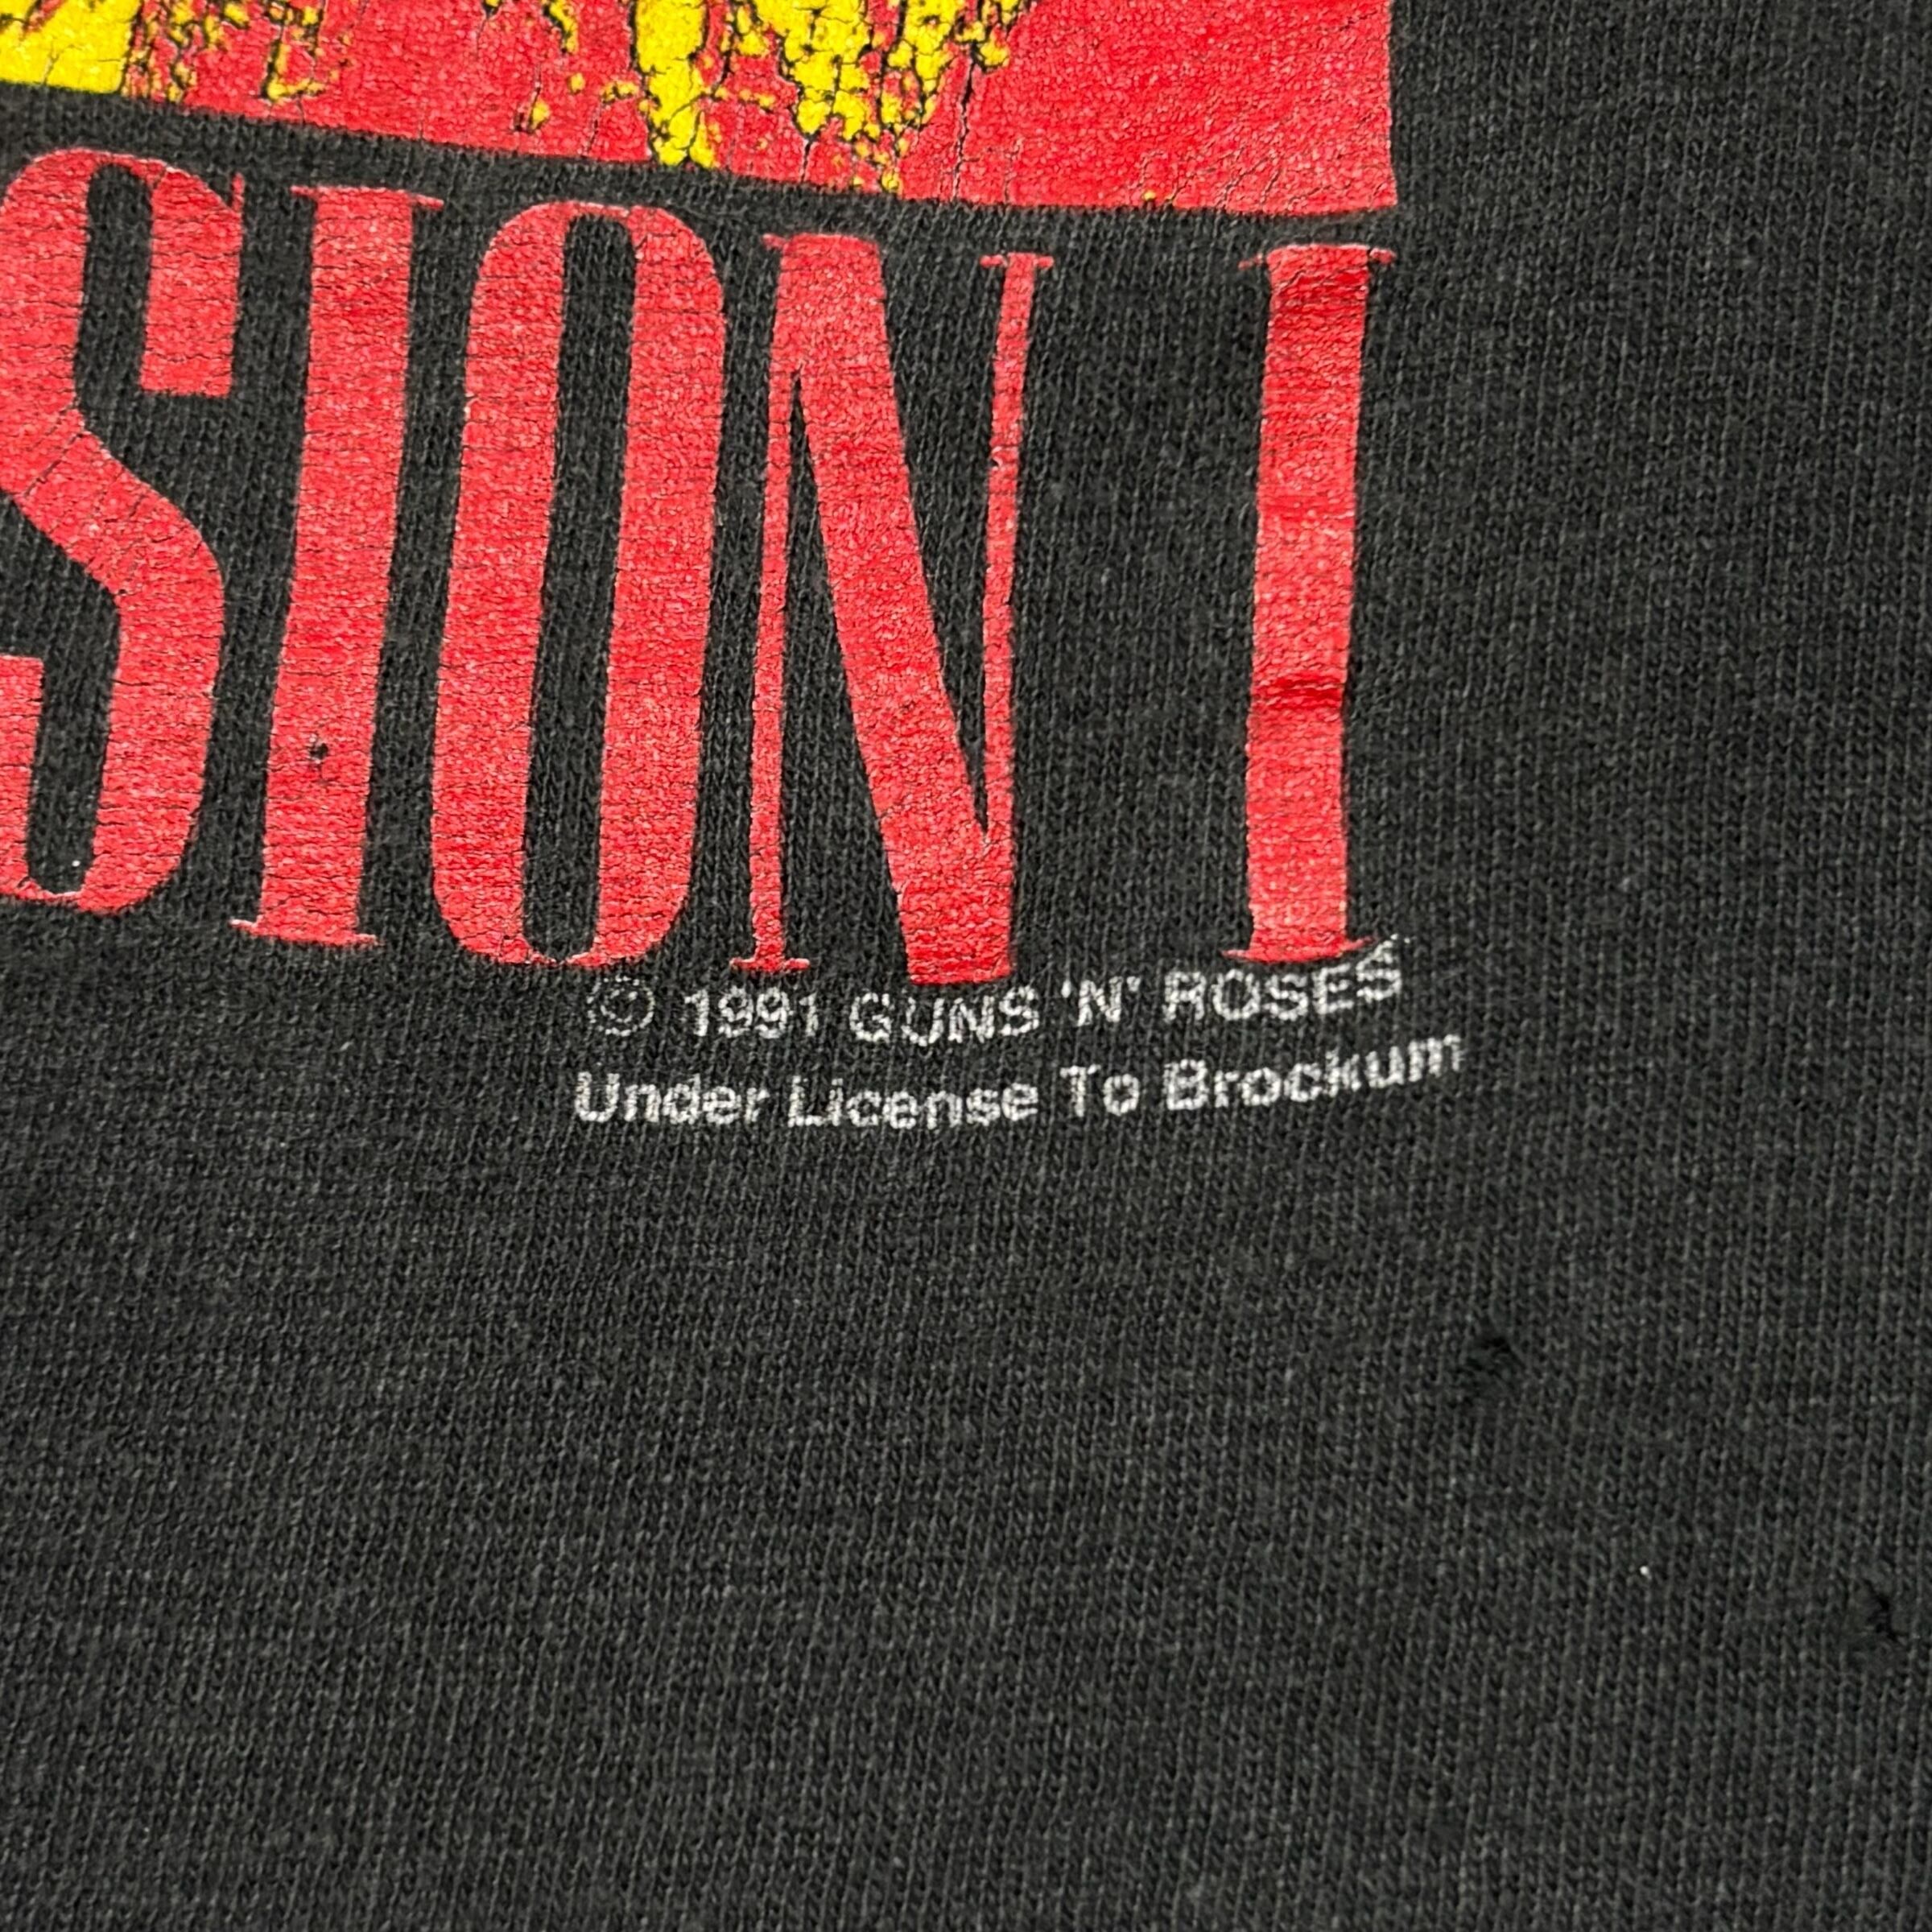 SION I
© 1991 GUNS 'N' ROSES
Under License To Brockum